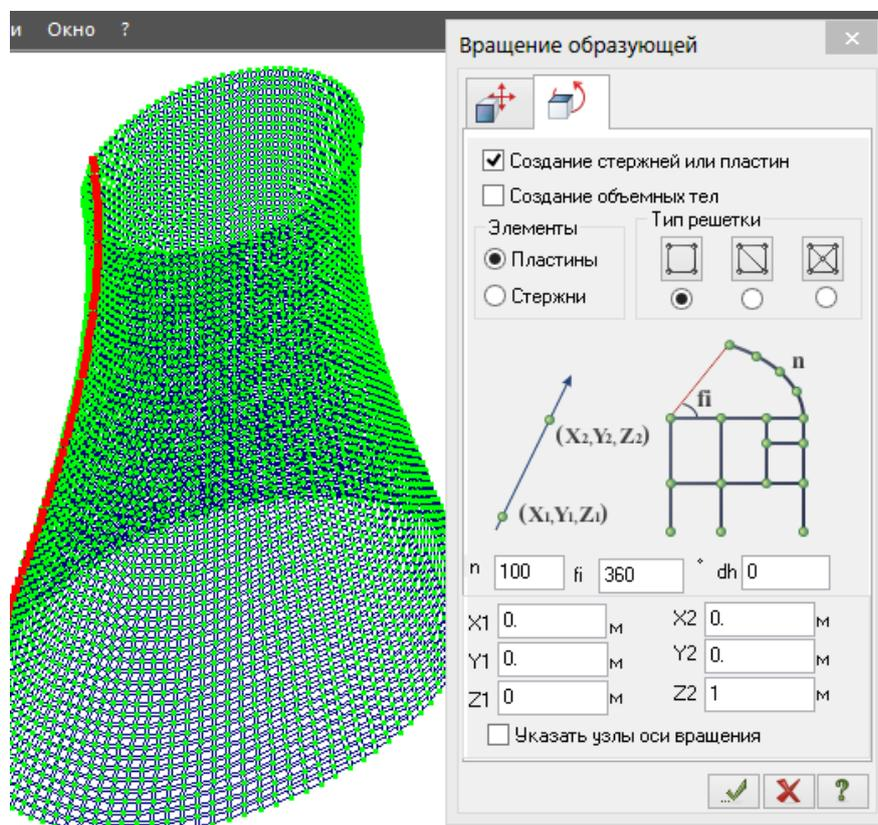 и Окно ?
Вращение образующей
Создание стержней или пластин
Создание объемных тел
Элементы
Пластины
Стержни
Тип решетки
n
fi
(X2,Y2,Z2)
(X1,Y1,Z1)
n 100 fi 360 ° dh 0
X1 0. м X2 0. м
Y1 0. м Y2 0. м
Z1 0 м Z2 1 м
Указать узлы оси вращения
?